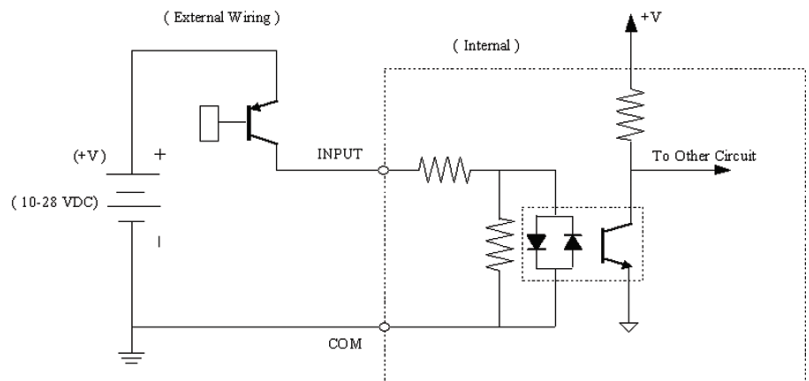 ( External Wiring)
+V
( Internal )
INPUT
To Other Circuit
(+V)
+
( 10-28 VDC)
−
COM